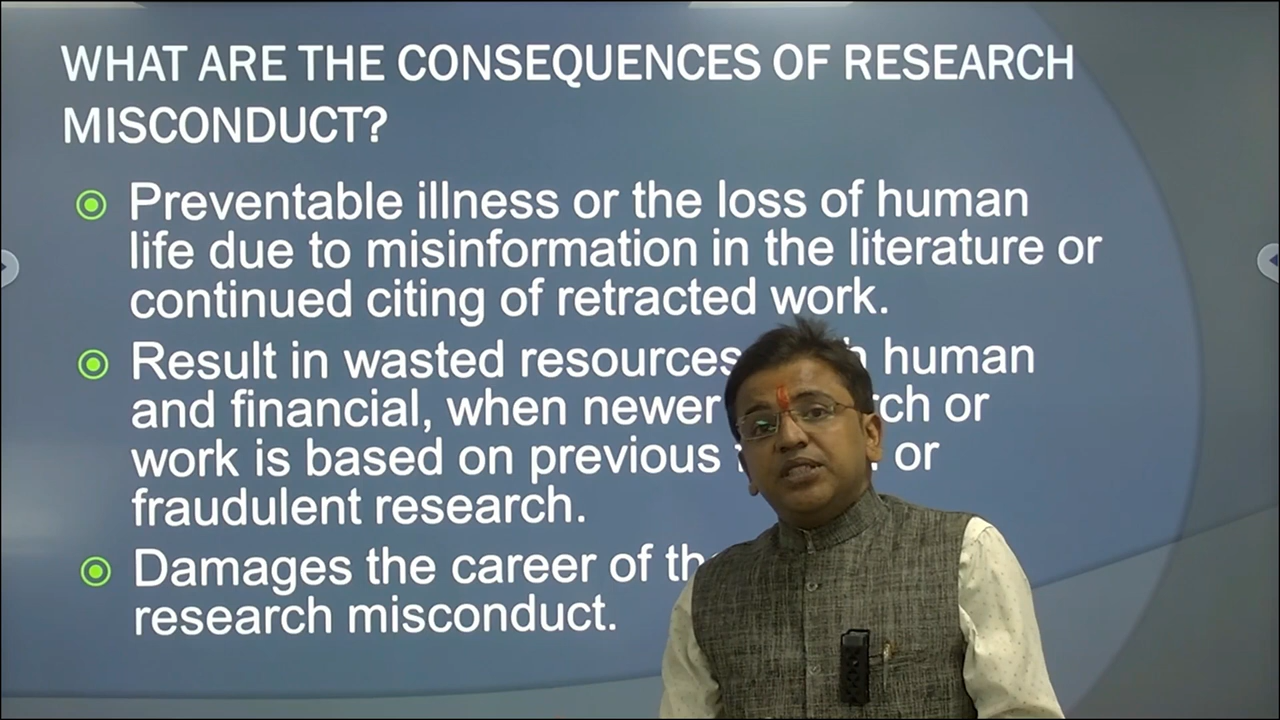 WHAT ARE THE CONSEQUENCES OF RESEARCH
MISCONDUCT?
Preventable illness or the loss of human
life due to misinformation in the literature or
continued citing of retracted work.
Result in wasted resources human
and financial, when newer or
work is based on previous or
fraudulent research.
Damages the career of
research misconduct.